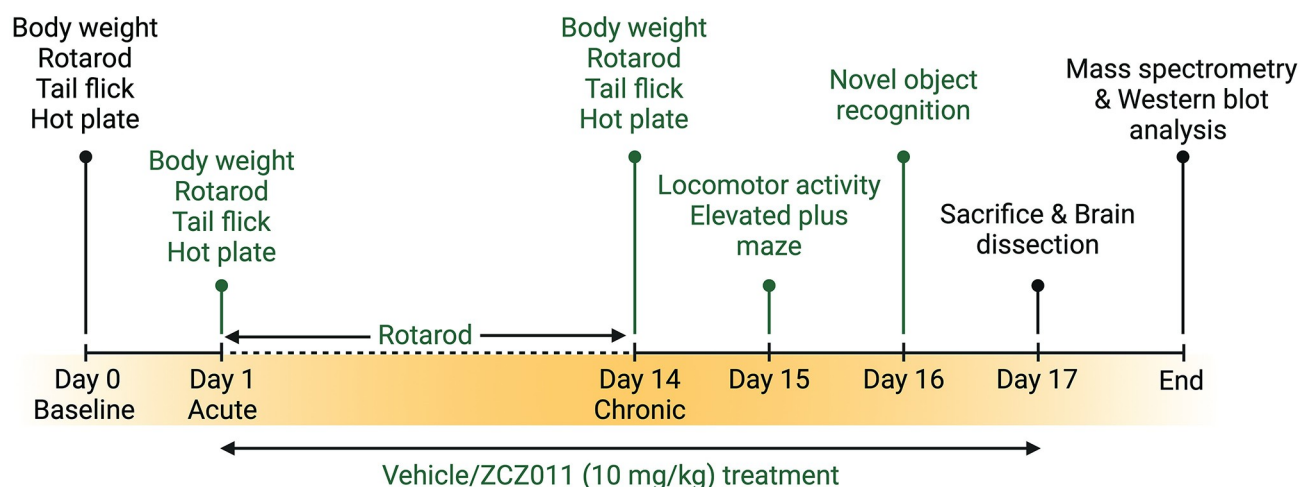 Body weight
Rotarod
Tail flick
Hot plate
Body weight
Rotarod
Tail flick
Hot plate
Body weight
Rotarod
Tail flick
Hot plate
Locomotor activity
Elevated plus
maze
Novel object
recognition
Sacrifice & Brain
dissection
Mass spectrometry
& Western blot
analysis
Rotarod
Day 0
Baseline
Day 1
Acute
Day 14
Chronic
Day 15
Day 16
Day 17
End
Vehicle/ZCZ011 (10 mg/kg) treatment